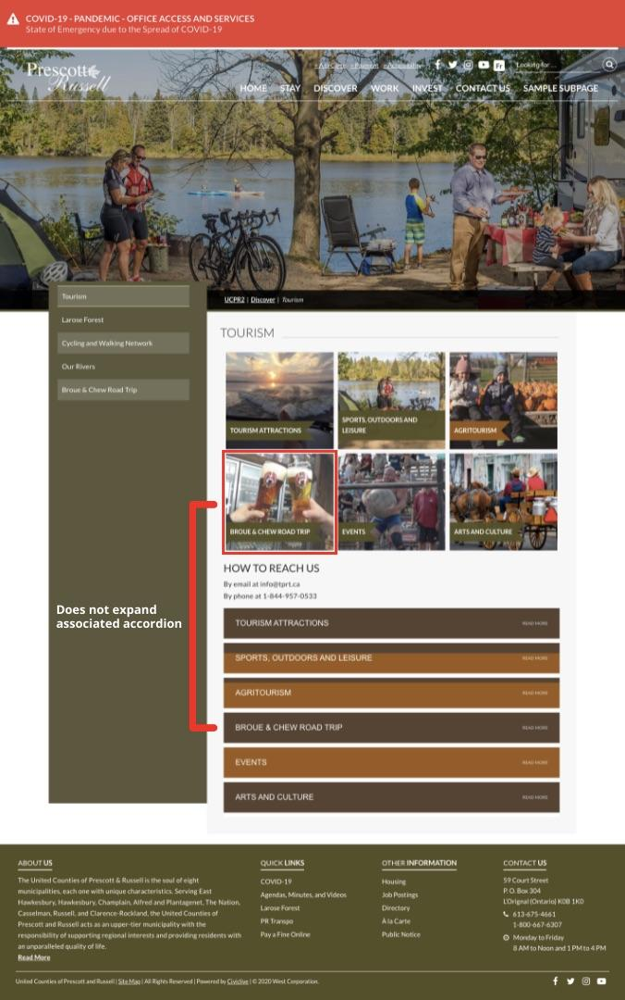 COVID-19 - PANDEMIC - OFFICE ACCESS AND SERVICES
State of Emergency due to the Spread of COVID-19
Prescott
Russell
Fr
Looking for ...
HOME STAY DISCOVER WORK INVEST CONTACT US SAMPLE SUBPAGE
Tourism
Larose Forest
Cycling and Walking Network
Our Rivers
Broue & Chew Road Trip
UCPR2 | Discover | Tourism
TOURISM
TOURISM ATTRACTIONS
SPORTS, OUTDOORS AND
LEISURE
AGRITOURISM
BROUE & CHEW ROAD TRIP
EVENTS
ARTS AND CULTURE
HOW TO REACH US
By email at info@tprt.ca
By phone at 1-844-957-0533
Does not expand
associated accordion
TOURISM ATTRACTIONS READ MORE
SPORTS, OUTDOORS AND LEISURE READ MORE
AGRITOURISM READ MORE
BROUE & CHEW ROAD TRIP READ MORE
EVENTS READ MORE
ARTS AND CULTURE READ MORE
ABOUT US
The United Counties of Prescott & Russell is the soul of eight
municipalities, each one with unique characteristics. Serving East
Hawkesbury, Hawkesbury, Champlain, Alfred and Plantagenet, The Nation,
Casselman, Russell, and Clarence-Rockland, the United Counties of
Prescott and Russell acts as an upper-tier municipality with the
responsibility of supporting regional interests and providing residents with
an unparalleled quality of life.
Read More
QUICK LINKS
COVID-19
Agendas, Minutes, and Videos
Larose Forest
PR Transpo
Pay a Fine Online
OTHER INFORMATION
Housing
Job Postings
Directory
À la Carte
Public Notice
CONTACT US
59 Court Street
P. O. Box 304
L'Orignal (Ontario) K0B 1K0
613-675-4661
1-800-667-6307
Monday to Friday
8 AM to Noon and 1 PM to 4 PM
United Counties of Prescott and Russell | Site Map | All Rights Reserved | Powered by Civiclive | © 2020 West Corporation.